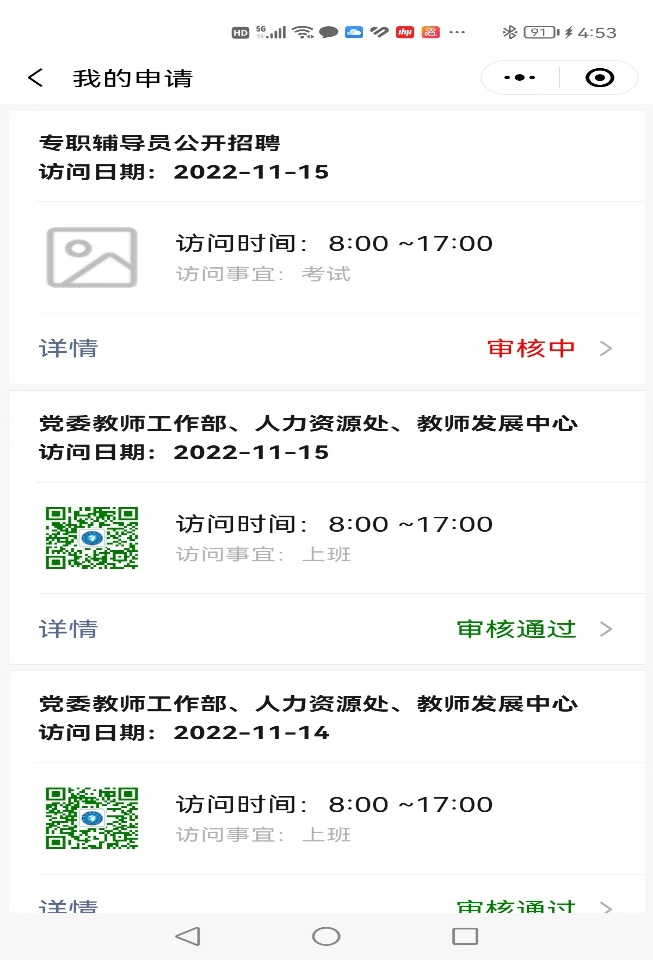 HD 5G 91 4:53
我的申请
专职辅导员公开招聘
访问日期: 2022-11-15
访问时间: 8:00 ~17:00
访问事宜: 考试
详情 审核中
党委教师工作部、人力资源处、教师发展中心
访问日期: 2022-11-15
访问时间: 8:00 ~17:00
访问事宜: 上班
详情 审核通过
党委教师工作部、人力资源处、教师发展中心
访问日期: 2022-11-14
访问时间: 8:00 ~17:00
访问事宜: 上班
详情 审核通过